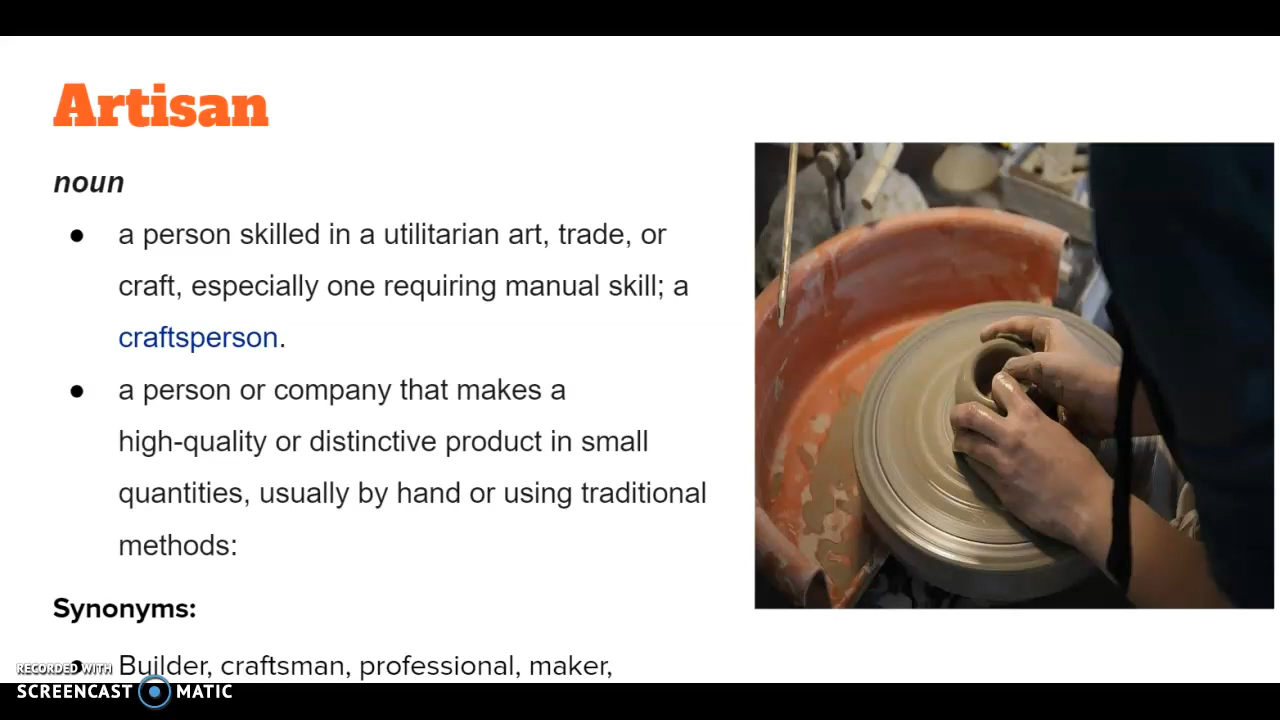 Artisan
noun
● a person skilled in a utilitarian art, trade, or
craft, especially one requiring manual skill; a
craftsperson.
● a person or company that makes a
high-quality or distinctive product in small
quantities, usually by hand or using traditional
methods:
Synonyms:
● Builder, craftsman, professional, maker,
RECORDED WITH
SCREENCAST MATIC